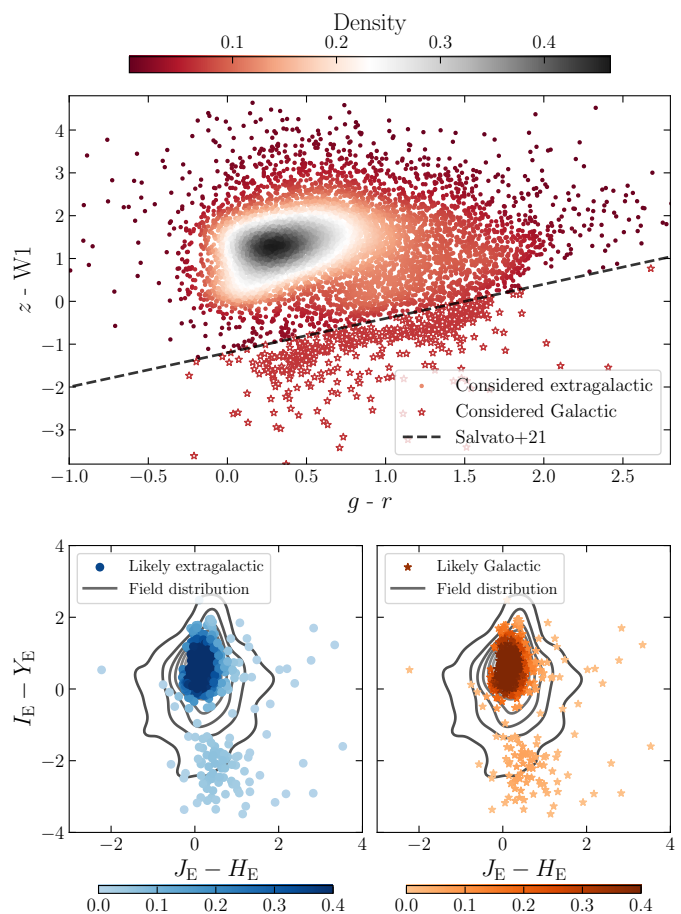 Density
0.1 0.2 0.3 0.4
4
3
2
1
0
−1
−2
−3
z - W1
Considered extragalactic
Considered Galactic
Salvato+21
−1.0 −0.5 0.0 0.5 1.0 1.5 2.0 2.5
g - r
4
2
0
−2
−4
I_E − Y_E
Likely extragalactic
Field distribution
Likely Galactic
Field distribution
−2 0 2 4
−2 0 2 4
J_E − H_E
J_E − H_E
0.0 0.1 0.2 0.3 0.4
0.0 0.1 0.2 0.3 0.4